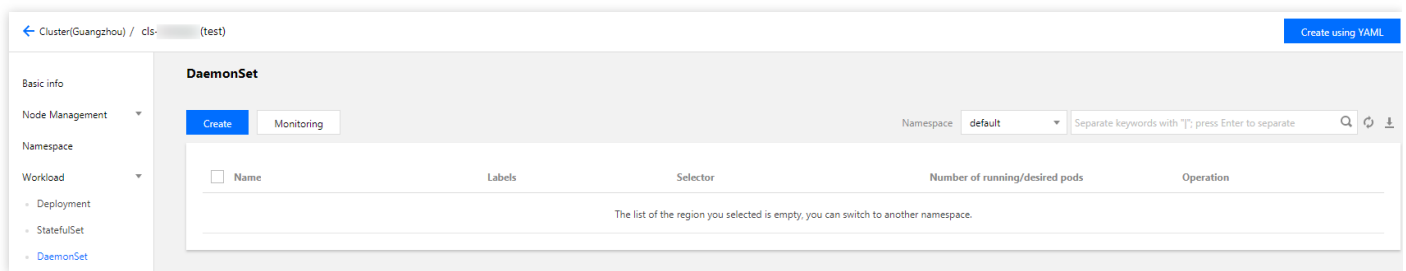 Cluster(Guangzhou) / cls- (test)
Create using YAML
Basic info
Node Management
Namespace
Workload
Deployment
StatefulSet
DaemonSet
DaemonSet
Create Monitoring Namespace default Separate keywords with "|"; press Enter to separate
Name Labels Selector Number of running/desired pods Operation
The list of the region you selected is empty, you can switch to another namespace.